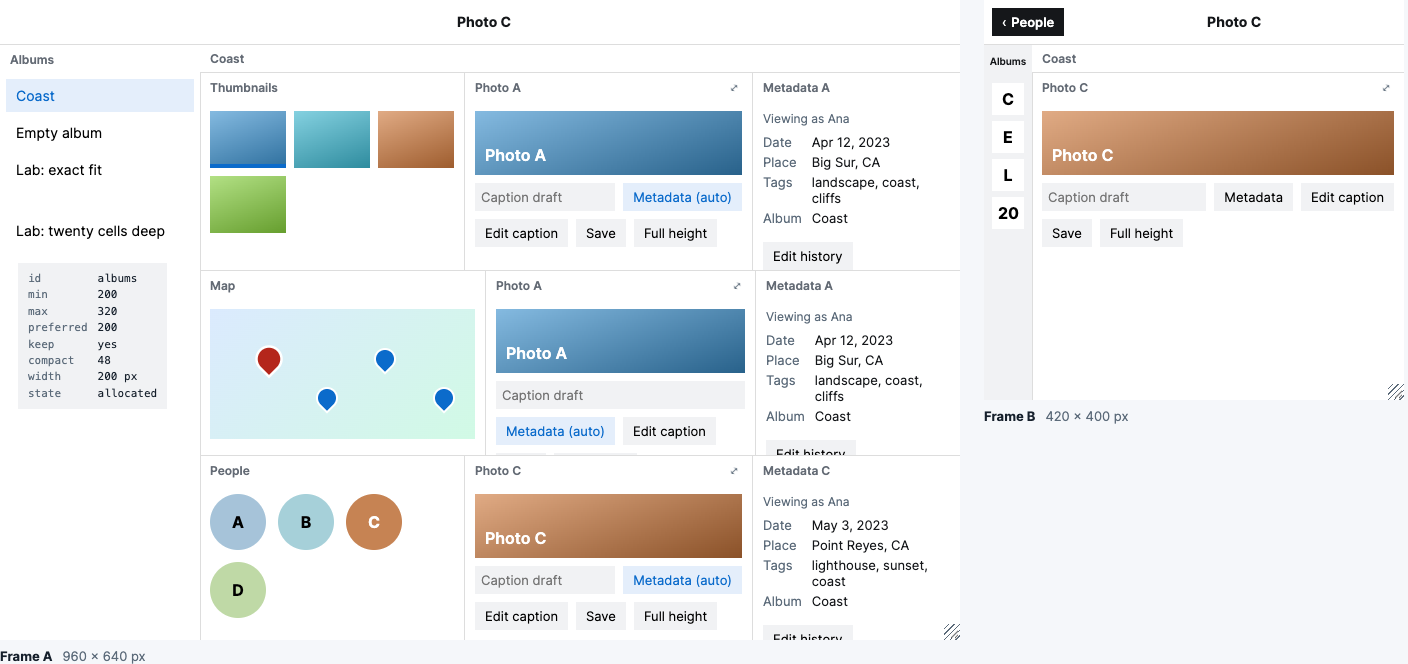 Photo C
Albums
Coast
Empty album
Lab: exact fit
Lab: twenty cells deep
id albums
min 200
max 320
preferred 200
keep yes
compact 48
width 200 px
state allocated
Coast
Thumbnails
Photo A
Photo A
Caption draft
Metadata (auto)
Edit caption
Save
Full height
Metadata A
Viewing as Ana
Date Apr 12, 2023
Place Big Sur, CA
Tags landscape, coast,
cliffs
Album Coast
Edit history
Map
Photo A
Photo A
Caption draft
Metadata (auto)
Edit caption
Metadata A
Viewing as Ana
Date Apr 12, 2023
Place Big Sur, CA
Tags landscape, coast,
cliffs
Album Coast
Edit history
People
A
B
C
D
Photo C
Photo C
Caption draft
Metadata (auto)
Edit caption
Save
Full height
Metadata C
Viewing as Ana
Date May 3, 2023
Place Point Reyes, CA
Tags lighthouse, sunset,
coast
Album Coast
Edit history
Frame A 960 × 640 px
‹ People
Photo C
Albums
C
E
L
20
Coast
Photo C
Photo C
Caption draft
Metadata
Edit caption
Save
Full height
Frame B 420 × 400 px